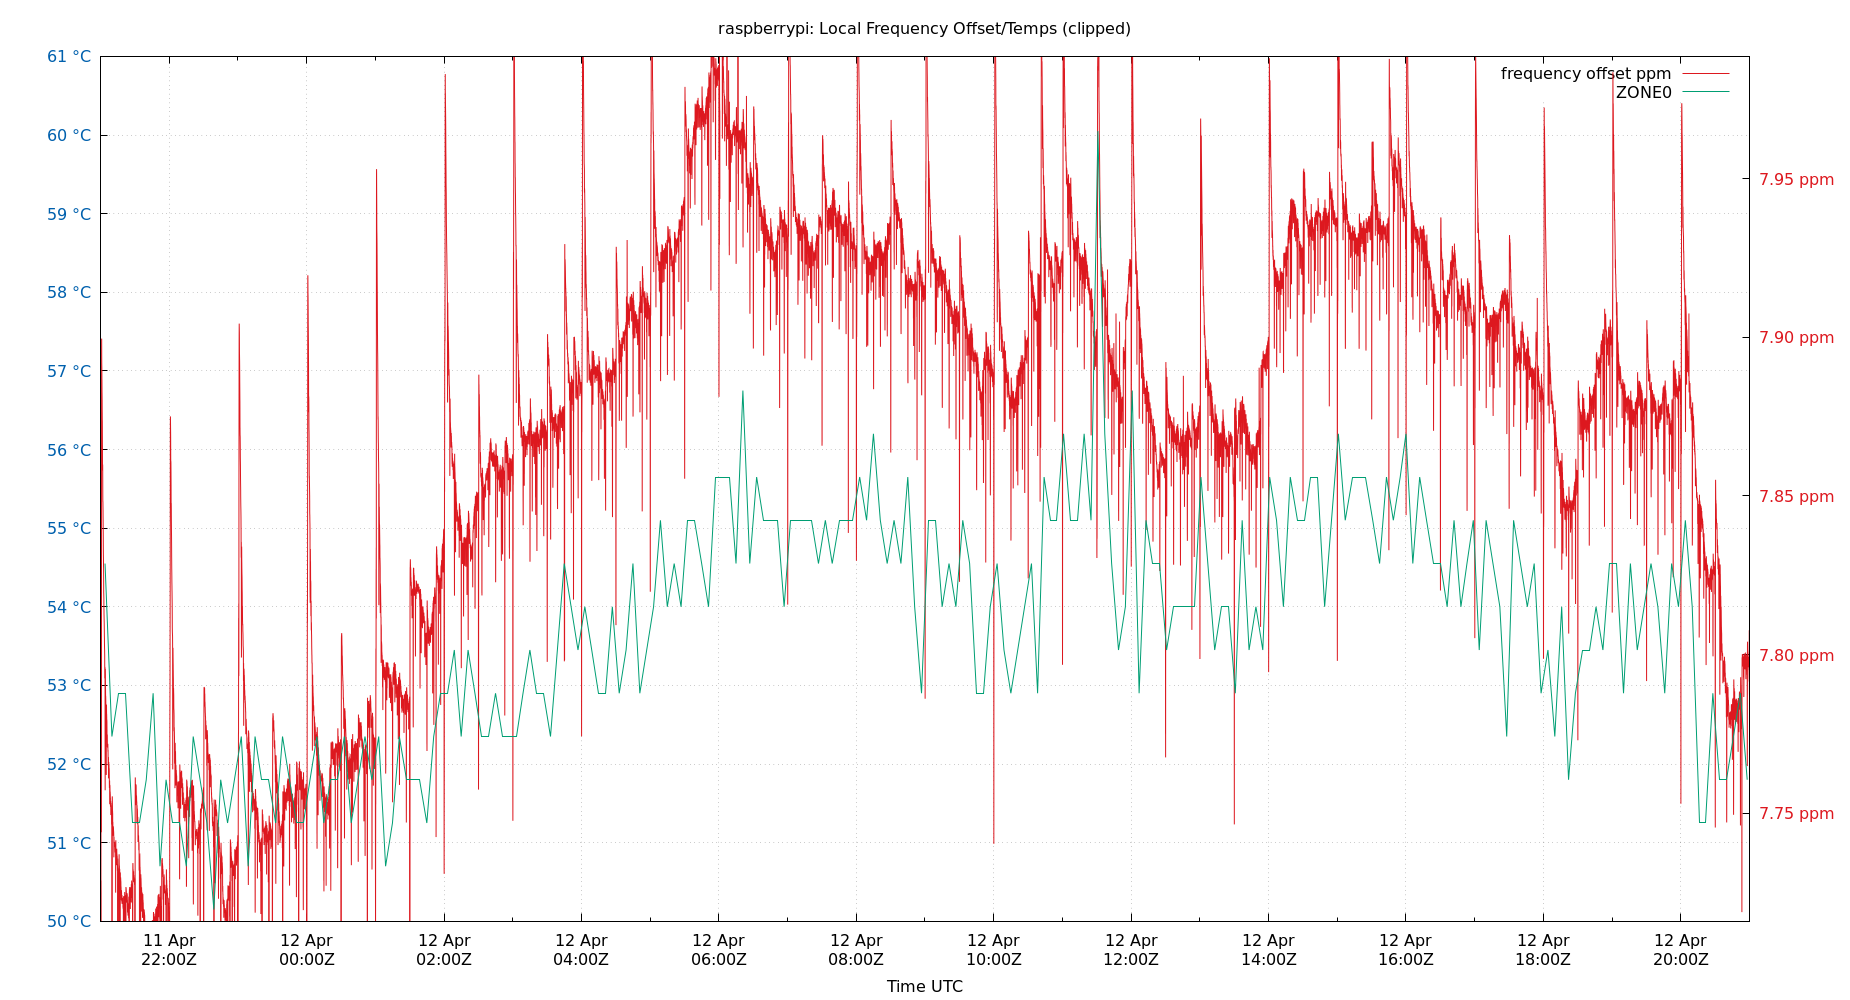 raspberrypi: Local Frequency Offset/Temps (clipped)
frequency offset ppm
ZONE0
61 °C
60 °C
59 °C
58 °C
57 °C
56 °C
55 °C
54 °C
53 °C
52 °C
51 °C
50 °C
7.95 ppm
7.90 ppm
7.85 ppm
7.80 ppm
7.75 ppm
11 Apr
22:00Z
12 Apr
00:00Z
12 Apr
02:00Z
12 Apr
04:00Z
12 Apr
06:00Z
12 Apr
08:00Z
12 Apr
10:00Z
12 Apr
12:00Z
12 Apr
14:00Z
12 Apr
16:00Z
12 Apr
18:00Z
12 Apr
20:00Z
Time UTC